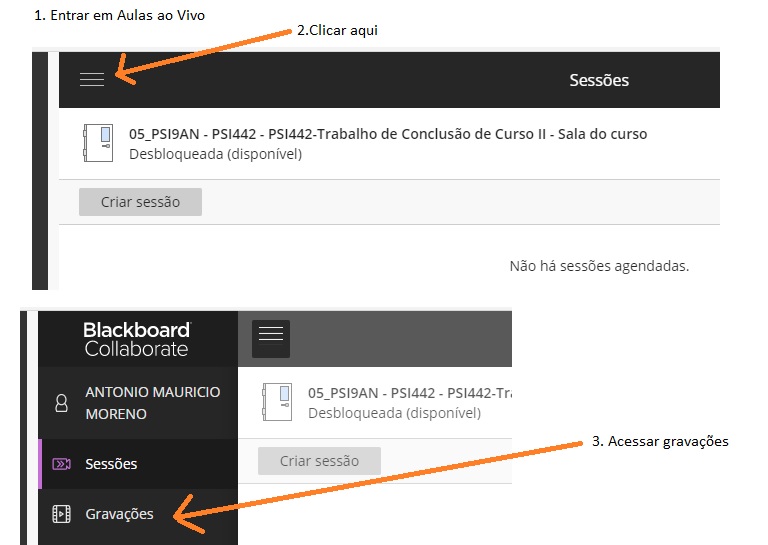 1. Entrar em Aulas ao Vivo
2.Clicar aqui
Sessões
05_PSI9AN - PSI442 - PSI442-Trabalho de Conclusão de Curso II - Sala do curso
Desbloqueada (disponível)
Criar sessão
Não há sessões agendadas.
Blackboard
Collaborate
ANTONIO MAURICIO
MORENO
05_PSI9AN - PSI442 - PSI442-Tra
Desbloqueada (disponível)
3. Acessar gravações
Criar sessão
Sessões
Gravações